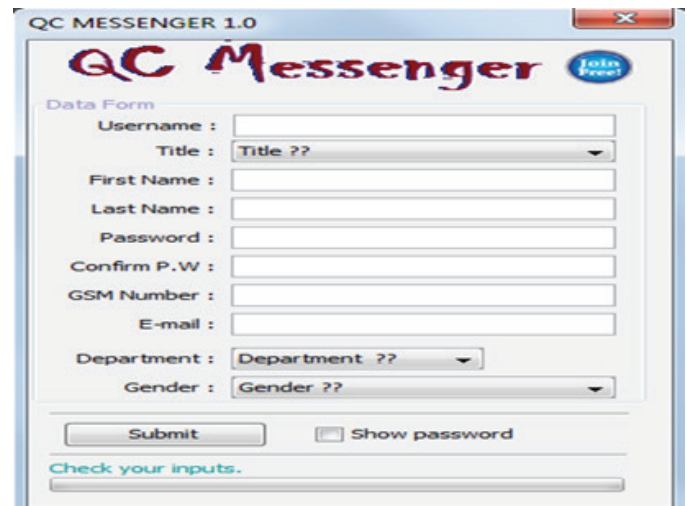 QC MESSENGER 1.0
QC Messenger Join Free!
Data Form
Username :
Title : Title ??
First Name :
Last Name :
Password :
Confirm P.W :
GSM Number :
E-mail :
Department : Department ??
Gender : Gender ??
Submit Show password
Check your inputs.